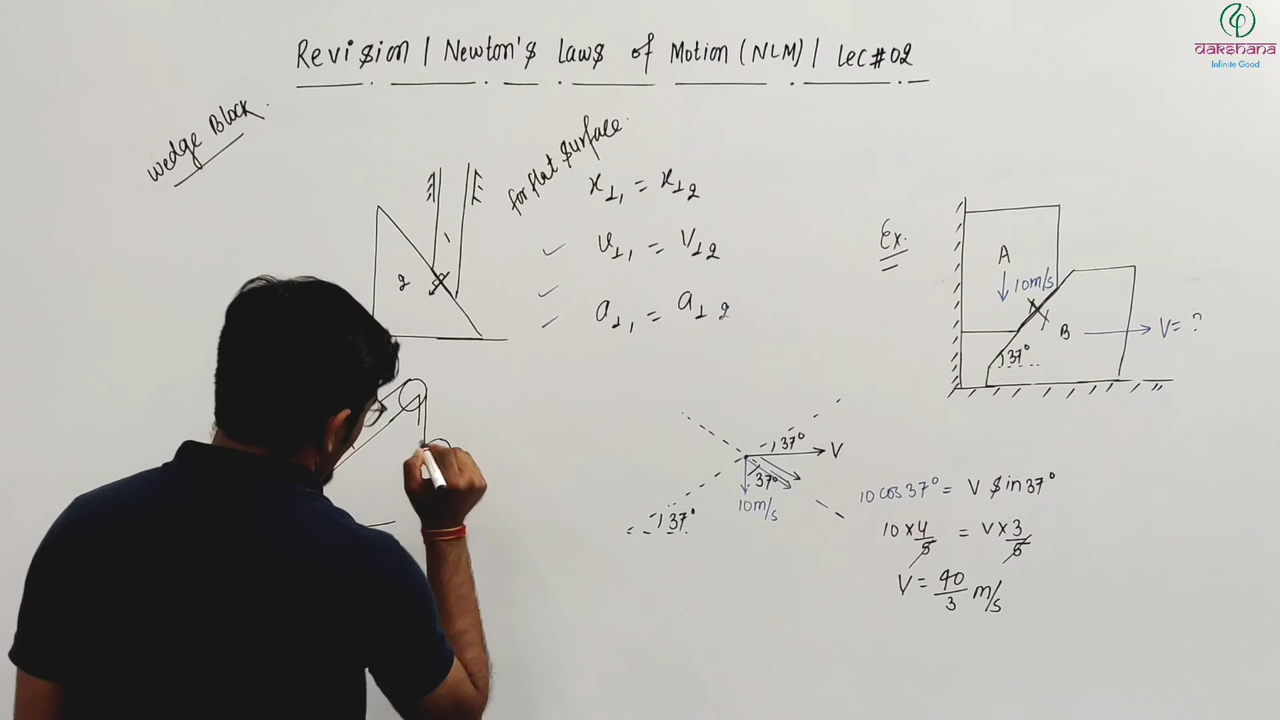 Revision | Newton's Laws of Motion (NLM) | Lec#02
dakshana
Infinite Good
Wedge Block.
for flat surface.
x⊥₁ = x⊥₂
v⊥₁ = v⊥₂
a⊥₁ = a⊥₂
1
2
Ex.
A
10m/s
B
V = ?
37°
37°
V
37°
10m/s
37°
10 cos 37° = V sin 37°
10 × 4/5 = V × 3/5
V = 40/3 m/s